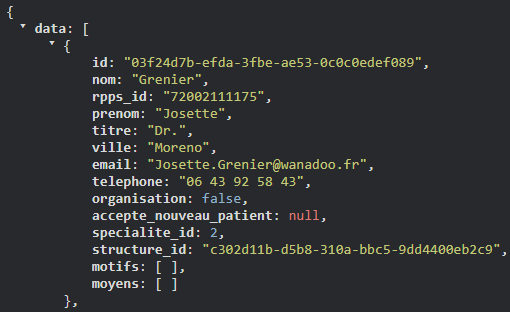 {
data: [
{
id: "03f24d7b-efda-3fbe-ae53-0c0c0edef089",
nom: "Grenier",
rpps_id: "72002111175",
prenom: "Josette",
titre: "Dr.",
ville: "Moreno",
email: "Josette.Grenier@wanadoo.fr",
telephone: "06 43 92 58 43",
organisation: false,
accepte_nouveau_patient: null,
specialite_id: 2,
structure_id: "c302d11b-d5b8-310a-bbc5-9dd4400eb2c9",
motifs: [ ],
moyens: [ ]
},